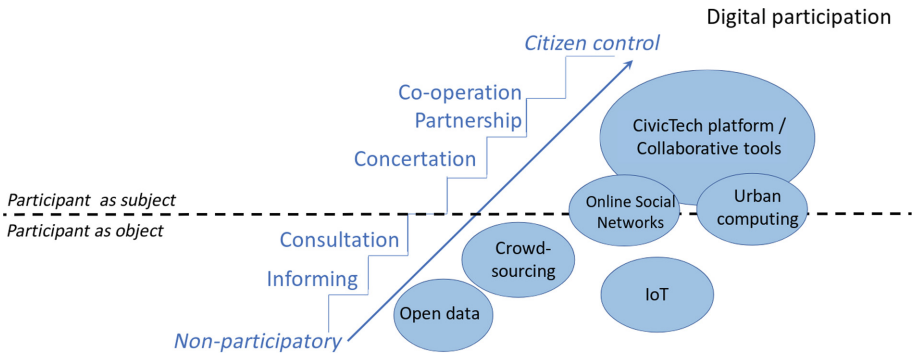 Digital participation
Citizen control
Co-operation
Partnership
Concertation
CivicTech platform /
Collaborative tools
Participant as subject
Online Social
Networks
Urban
computing
Participant as object
Consultation
Informing
Crowd-
sourcing
IoT
Open data
Non-participatory